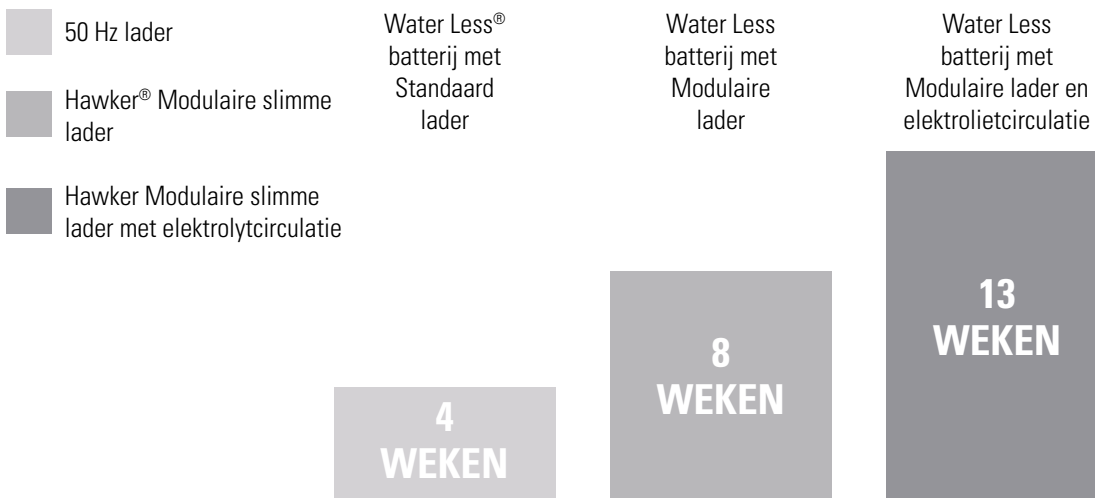 50 Hz lader
Hawker® Modulaire slimme
lader
Hawker Modulaire slimme
lader met elektrolytcirculatie
Water Less®
batterij met
Standaard
lader
Water Less
batterij met
Modulaire
lader
Water Less
batterij met
Modulaire lader en
elektrolietcirculatie
4
WEKEN
8
WEKEN
13
WEKEN